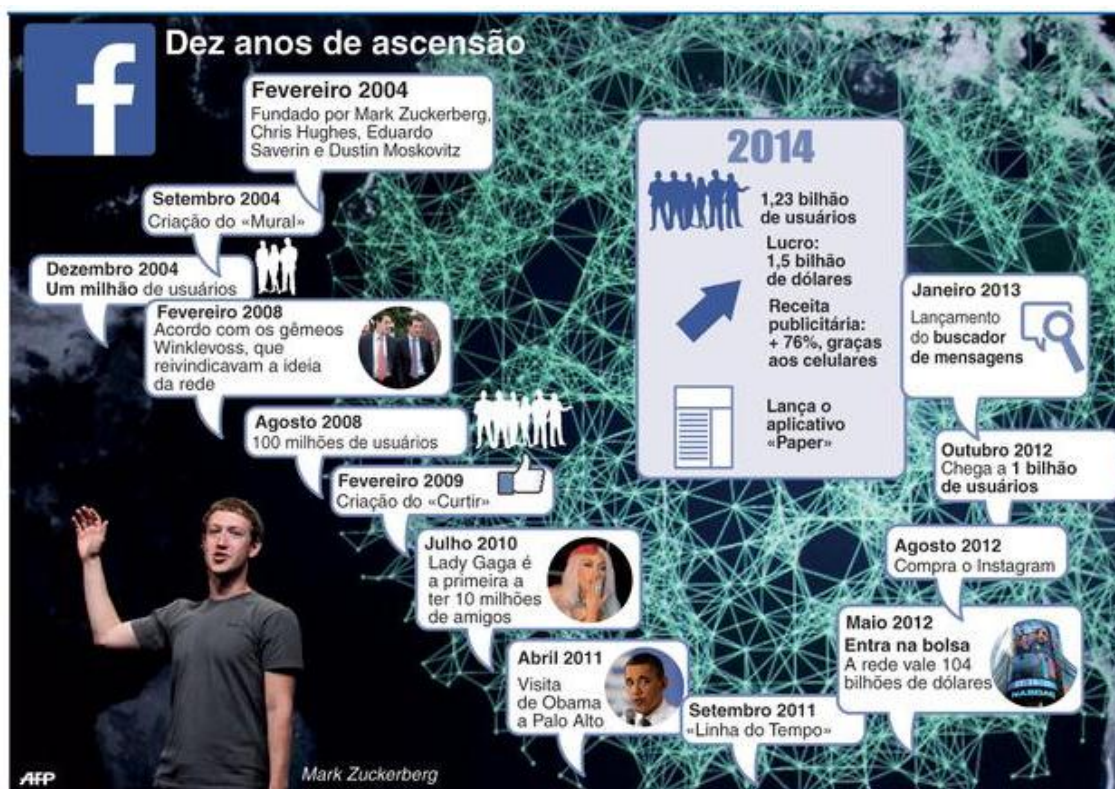 f
Dez anos de ascensão
Fevereiro 2004
Fundado por Mark Zuckerberg,
Chris Hughes, Eduardo
Saverin e Dustin Moskovitz
Setembro 2004
Criação do «Mural»
Dezembro 2004
Um milhão de usuários
Fevereiro 2008
Acordo com os gêmeos
Winklevoss, que
reivindicavam a ideia
da rede
Agosto 2008
100 milhões de usuários
Fevereiro 2009
Criação do «Curtir»
Julho 2010
Lady Gaga é
a primeira a
ter 10 milhões
de amigos
Abril 2011
Visita
de Obama
a Palo Alto
Setembro 2011
«Linha do Tempo»
Maio 2012
Entra na bolsa
A rede vale 104
bilhões de dólares
NASDAQ
Agosto 2012
Compra o Instagram
Outubro 2012
Chega a 1 bilhão
de usuários
Janeiro 2013
Lançamento
do buscador
de mensagens
2014
1,23 bilhão
de usuários
Lucro:
1,5 bilhão
de dólares
Receita
publicitária:
+ 76%, graças
aos celulares
Lança o
aplicativo
«Paper»
AFP
Mark Zuckerberg